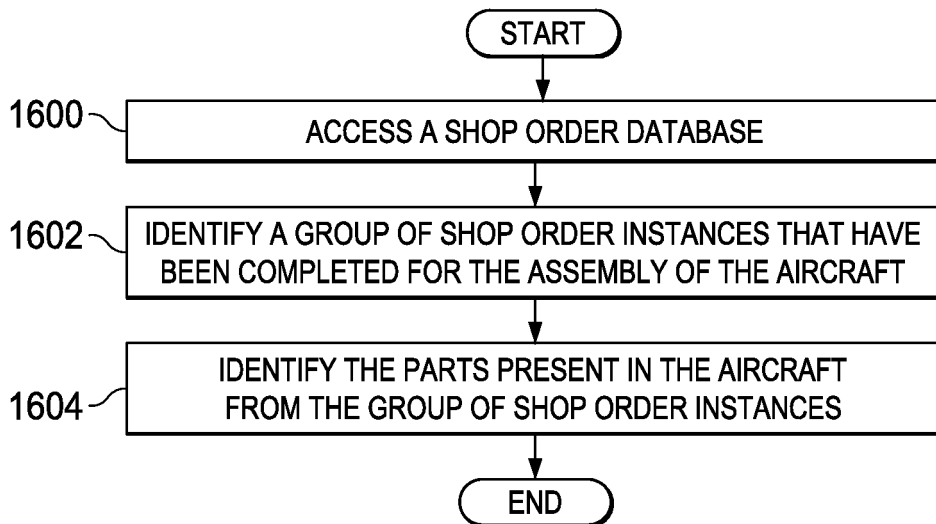 START
1600
ACCESS A SHOP ORDER DATABASE
1602
IDENTIFY A GROUP OF SHOP ORDER INSTANCES THAT HAVE
BEEN COMPLETED FOR THE ASSEMBLY OF THE AIRCRAFT
1604
IDENTIFY THE PARTS PRESENT IN THE AIRCRAFT
FROM THE GROUP OF SHOP ORDER INSTANCES
END